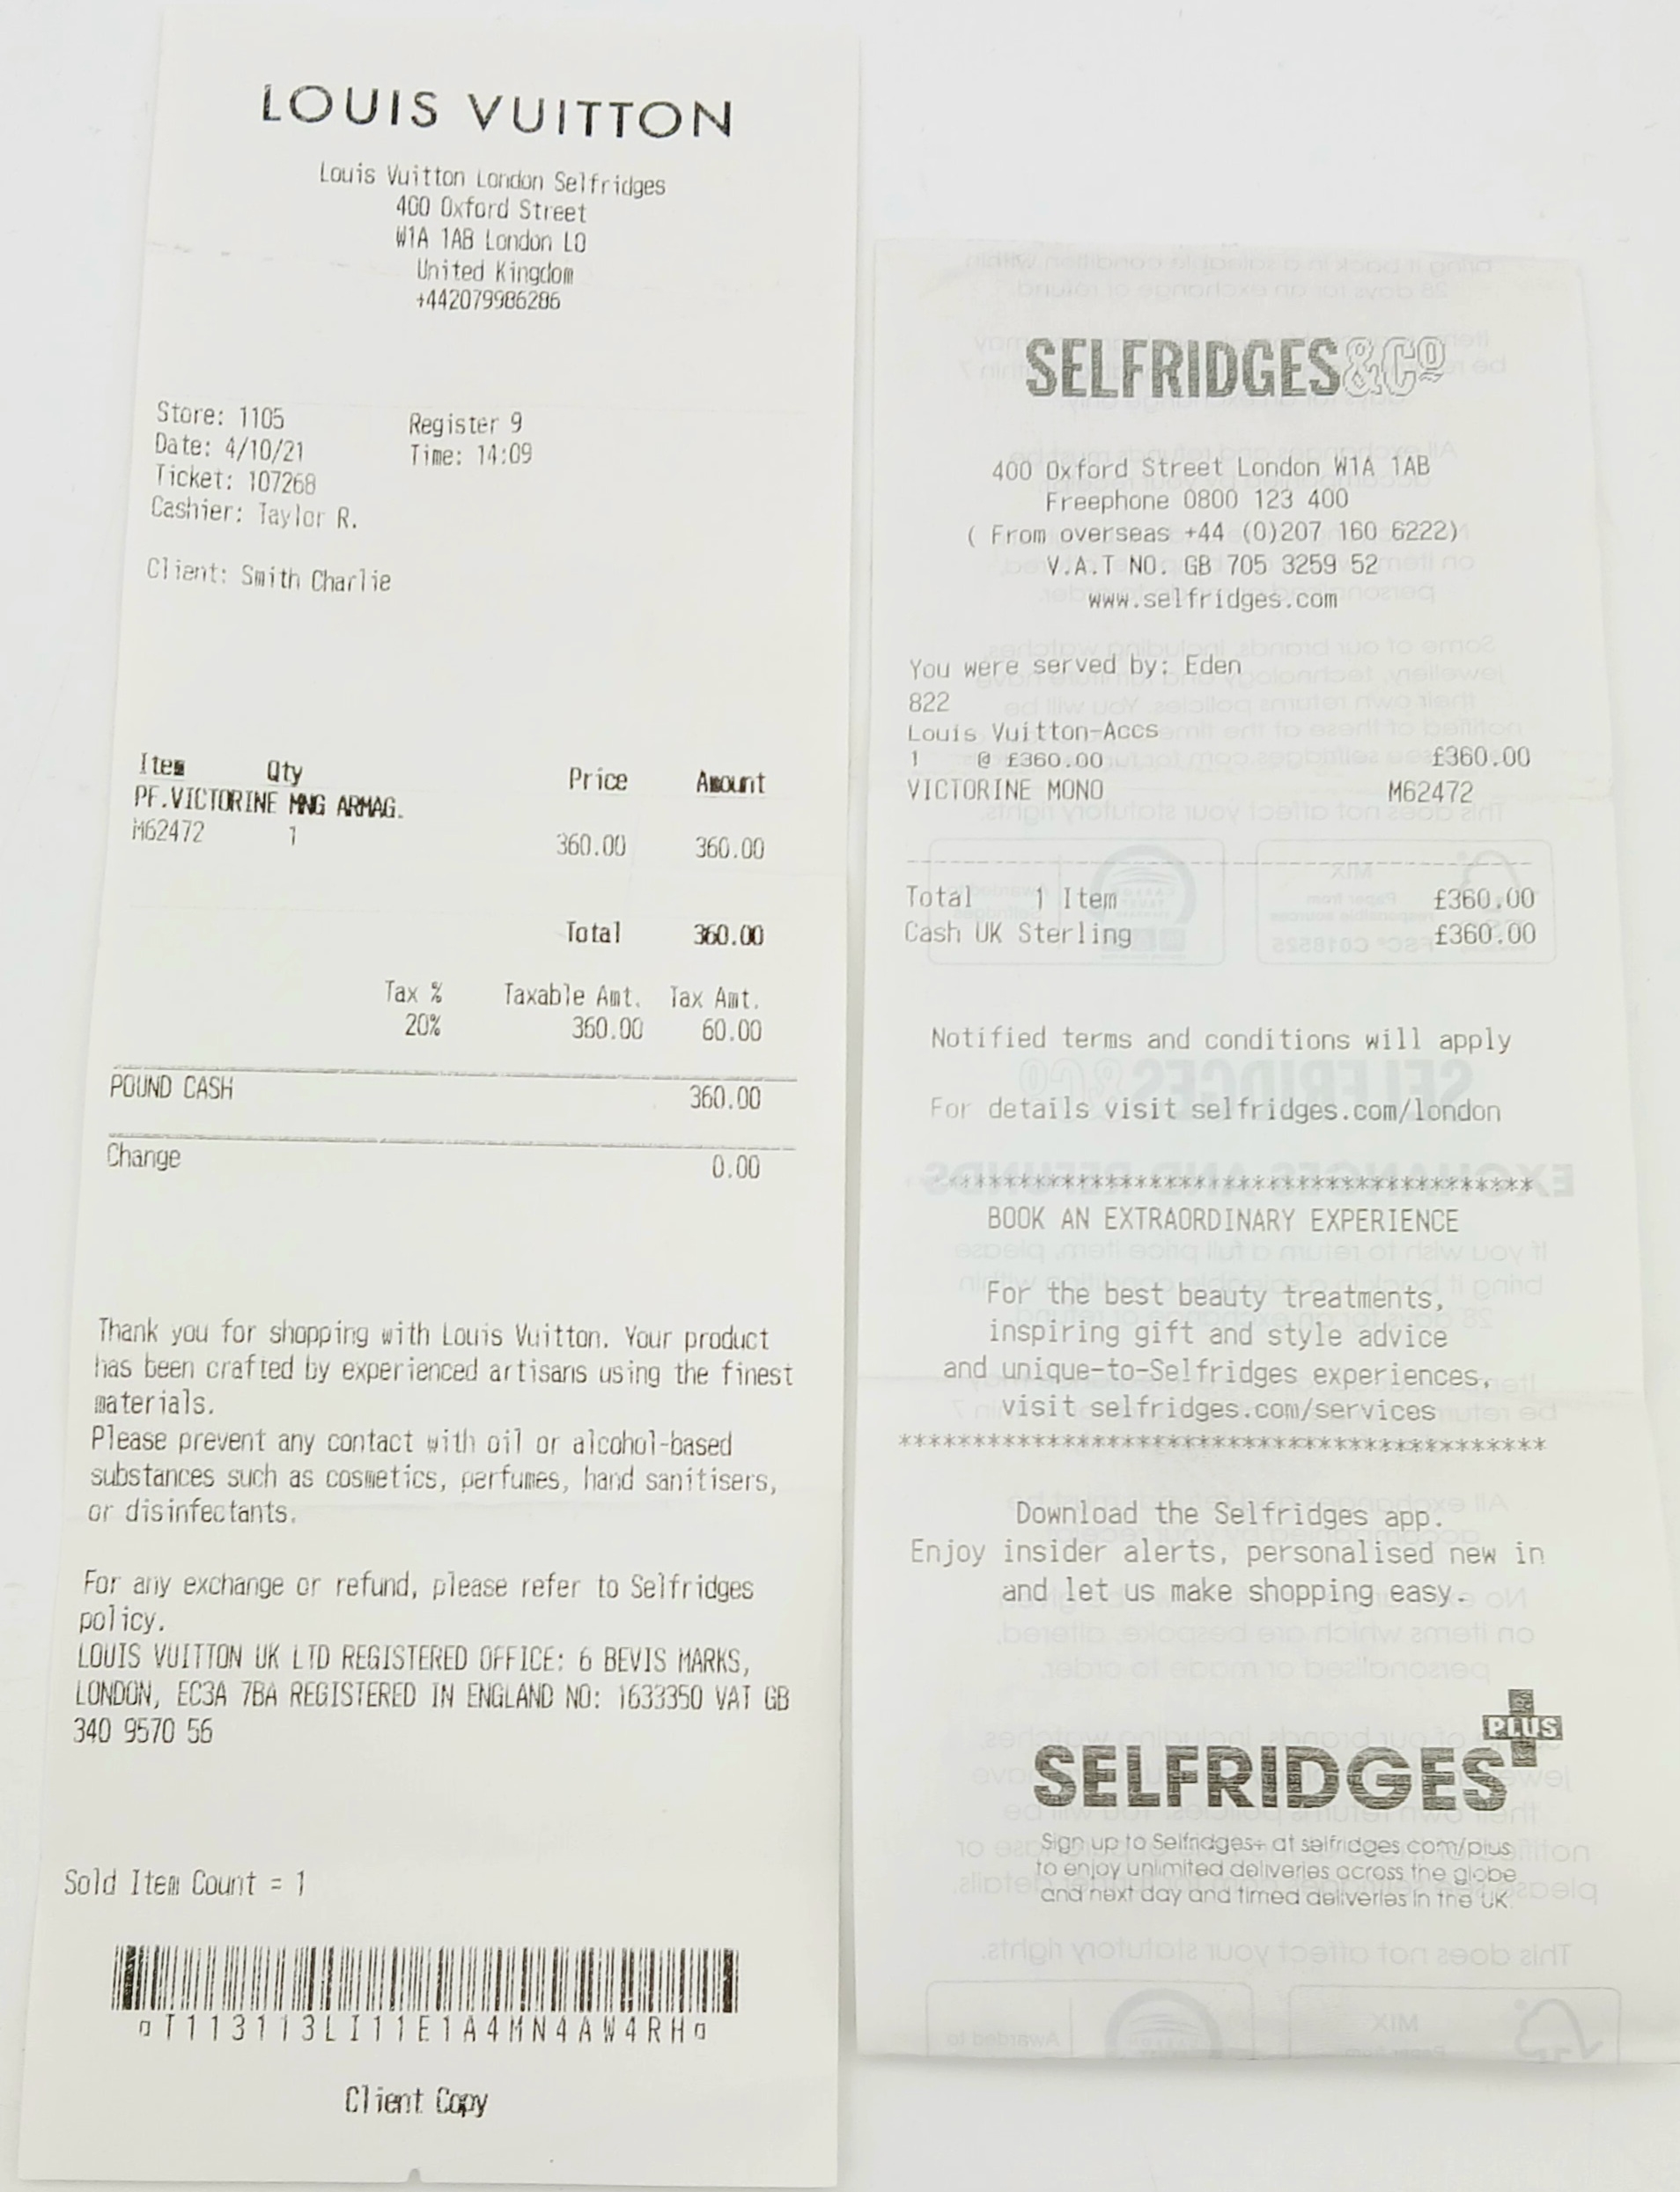 LOUIS VUITTON
Louis Vuitton London Selfridges
400 Oxford Street
W1A 1AB London LO
United Kingdom
+442079986286
Store: 1105 Register 9
Date: 4/10/21 Time: 14:09
Ticket: 107268
Cashier: Taylor R.
Client: Smith Charlie
Item Qty Price Amount
PF.VICTORINE MNG ARMAG.
M62472 1 360.00 360.00
Total 360.00
Tax % Taxable Amt. Tax Amt.
20% 360.00 60.00
POUND CASH 360.00
Change 0.00
Thank you for shopping with Louis Vuitton. Your product
has been crafted by experienced artisans using the finest
materials.
Please prevent any contact with oil or alcohol-based
substances such as cosmetics, perfumes, hand sanitisers,
or disinfectants.
For any exchange or refund, please refer to Selfridges
policy.
LOUIS VUITTON UK LTD REGISTERED OFFICE: 6 BEVIS MARKS,
LONDON, EC3A 7BA REGISTERED IN ENGLAND NO: 1633350 VAT GB
340 9570 56
Sold Item Count = 1
T113113LI11E1A4MN4AW4RH
Client Copy
SELFRIDGES&Cº
400 Oxford Street London W1A 1AB
Freephone 0800 123 400
( From overseas +44 (0)207 160 6222)
V.A.T NO. GB 705 3259 52
www.selfridges.com
You were served by: Eden
822
Louis Vuitton-Accs
1 @ £360.00 £360.00
VICTORINE MONO M62472
Total 1 Item £360.00
Cash UK Sterling £360.00
Notified terms and conditions will apply
For details visit selfridges.com/london
********************************************
BOOK AN EXTRAORDINARY EXPERIENCE
For the best beauty treatments,
inspiring gift and style advice
and unique-to-Selfridges experiences,
visit selfridges.com/services
********************************************
Download the Selfridges app.
Enjoy insider alerts, personalised new in
and let us make shopping easy.
PLUS
SELFRIDGES
Sign up to Selfridges+ at selfridges.com/plus
to enjoy unlimited deliveries across the globe
and next day and timed deliveries in the UK.